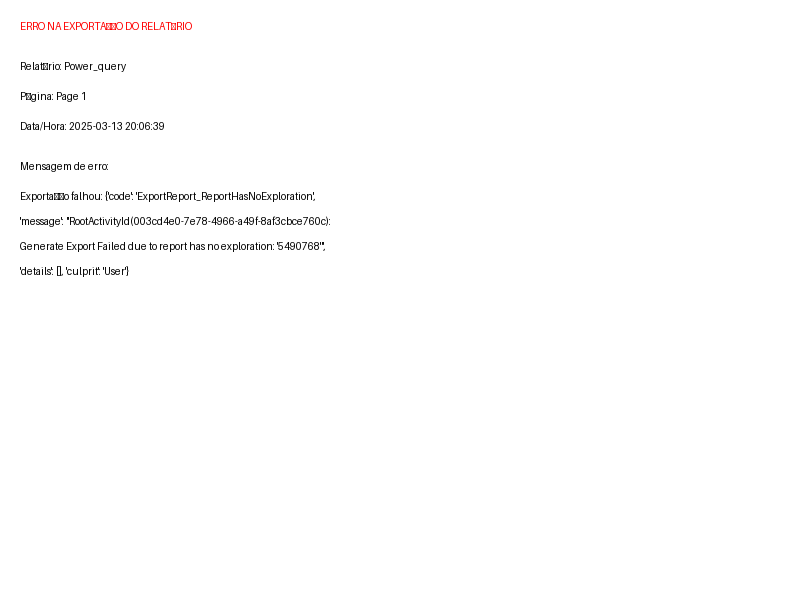 ERRO NA EXPORTA▯▯O DO RELAT▯RIO
Relat▯rio: Power_query
P▯gina: Page 1
Data/Hora: 2025-03-13 20:06:39
Mensagem de erro:
Exporta▯▯o falhou: {'code': 'ExportReport_ReportHasNoExploration',
'message': "RootActivityId(003cd4e0-7e78-4966-a49f-8af3cbce760c):
Generate Export Failed due to report has no exploration: '5490768'",
'details': [], 'culprit': 'User'}